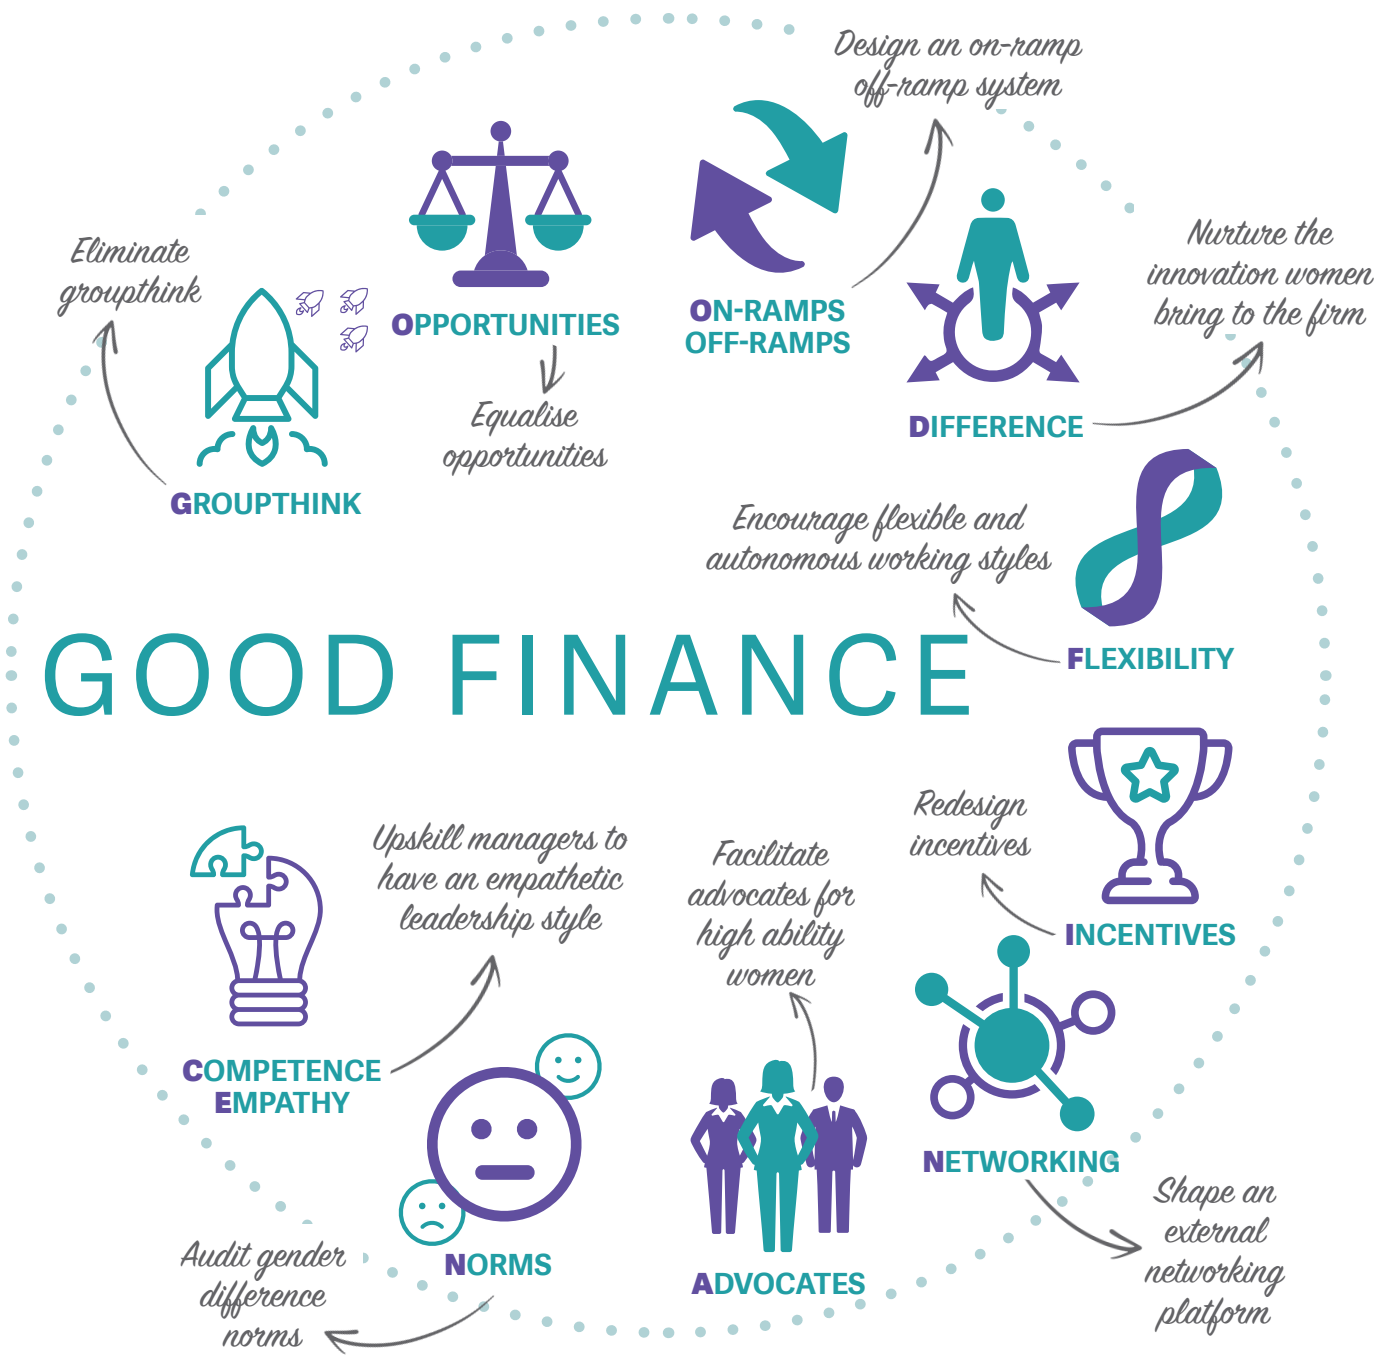 Design an on-ramp
off-ramp system
ON-RAMPS
OFF-RAMPS
Nurture the
innovation women
bring to the firm
DIFFERENCE
Eliminate
groupthink
GROUPTHINK
OPPORTUNITIES
Equalise
opportunities
Encourage flexible and
autonomous working styles
FLEXIBILITY
GOOD FINANCE
Redesign
incentives
INCENTIVES
Upskill managers to
have an empathetic
leadership style
COMPETENCE
EMPATHY
Facilitate
advocates for
high ability
women
ADVOCATES
NETWORKING
Shape an
external
networking
platform
NORMS
Audit gender
difference
norms